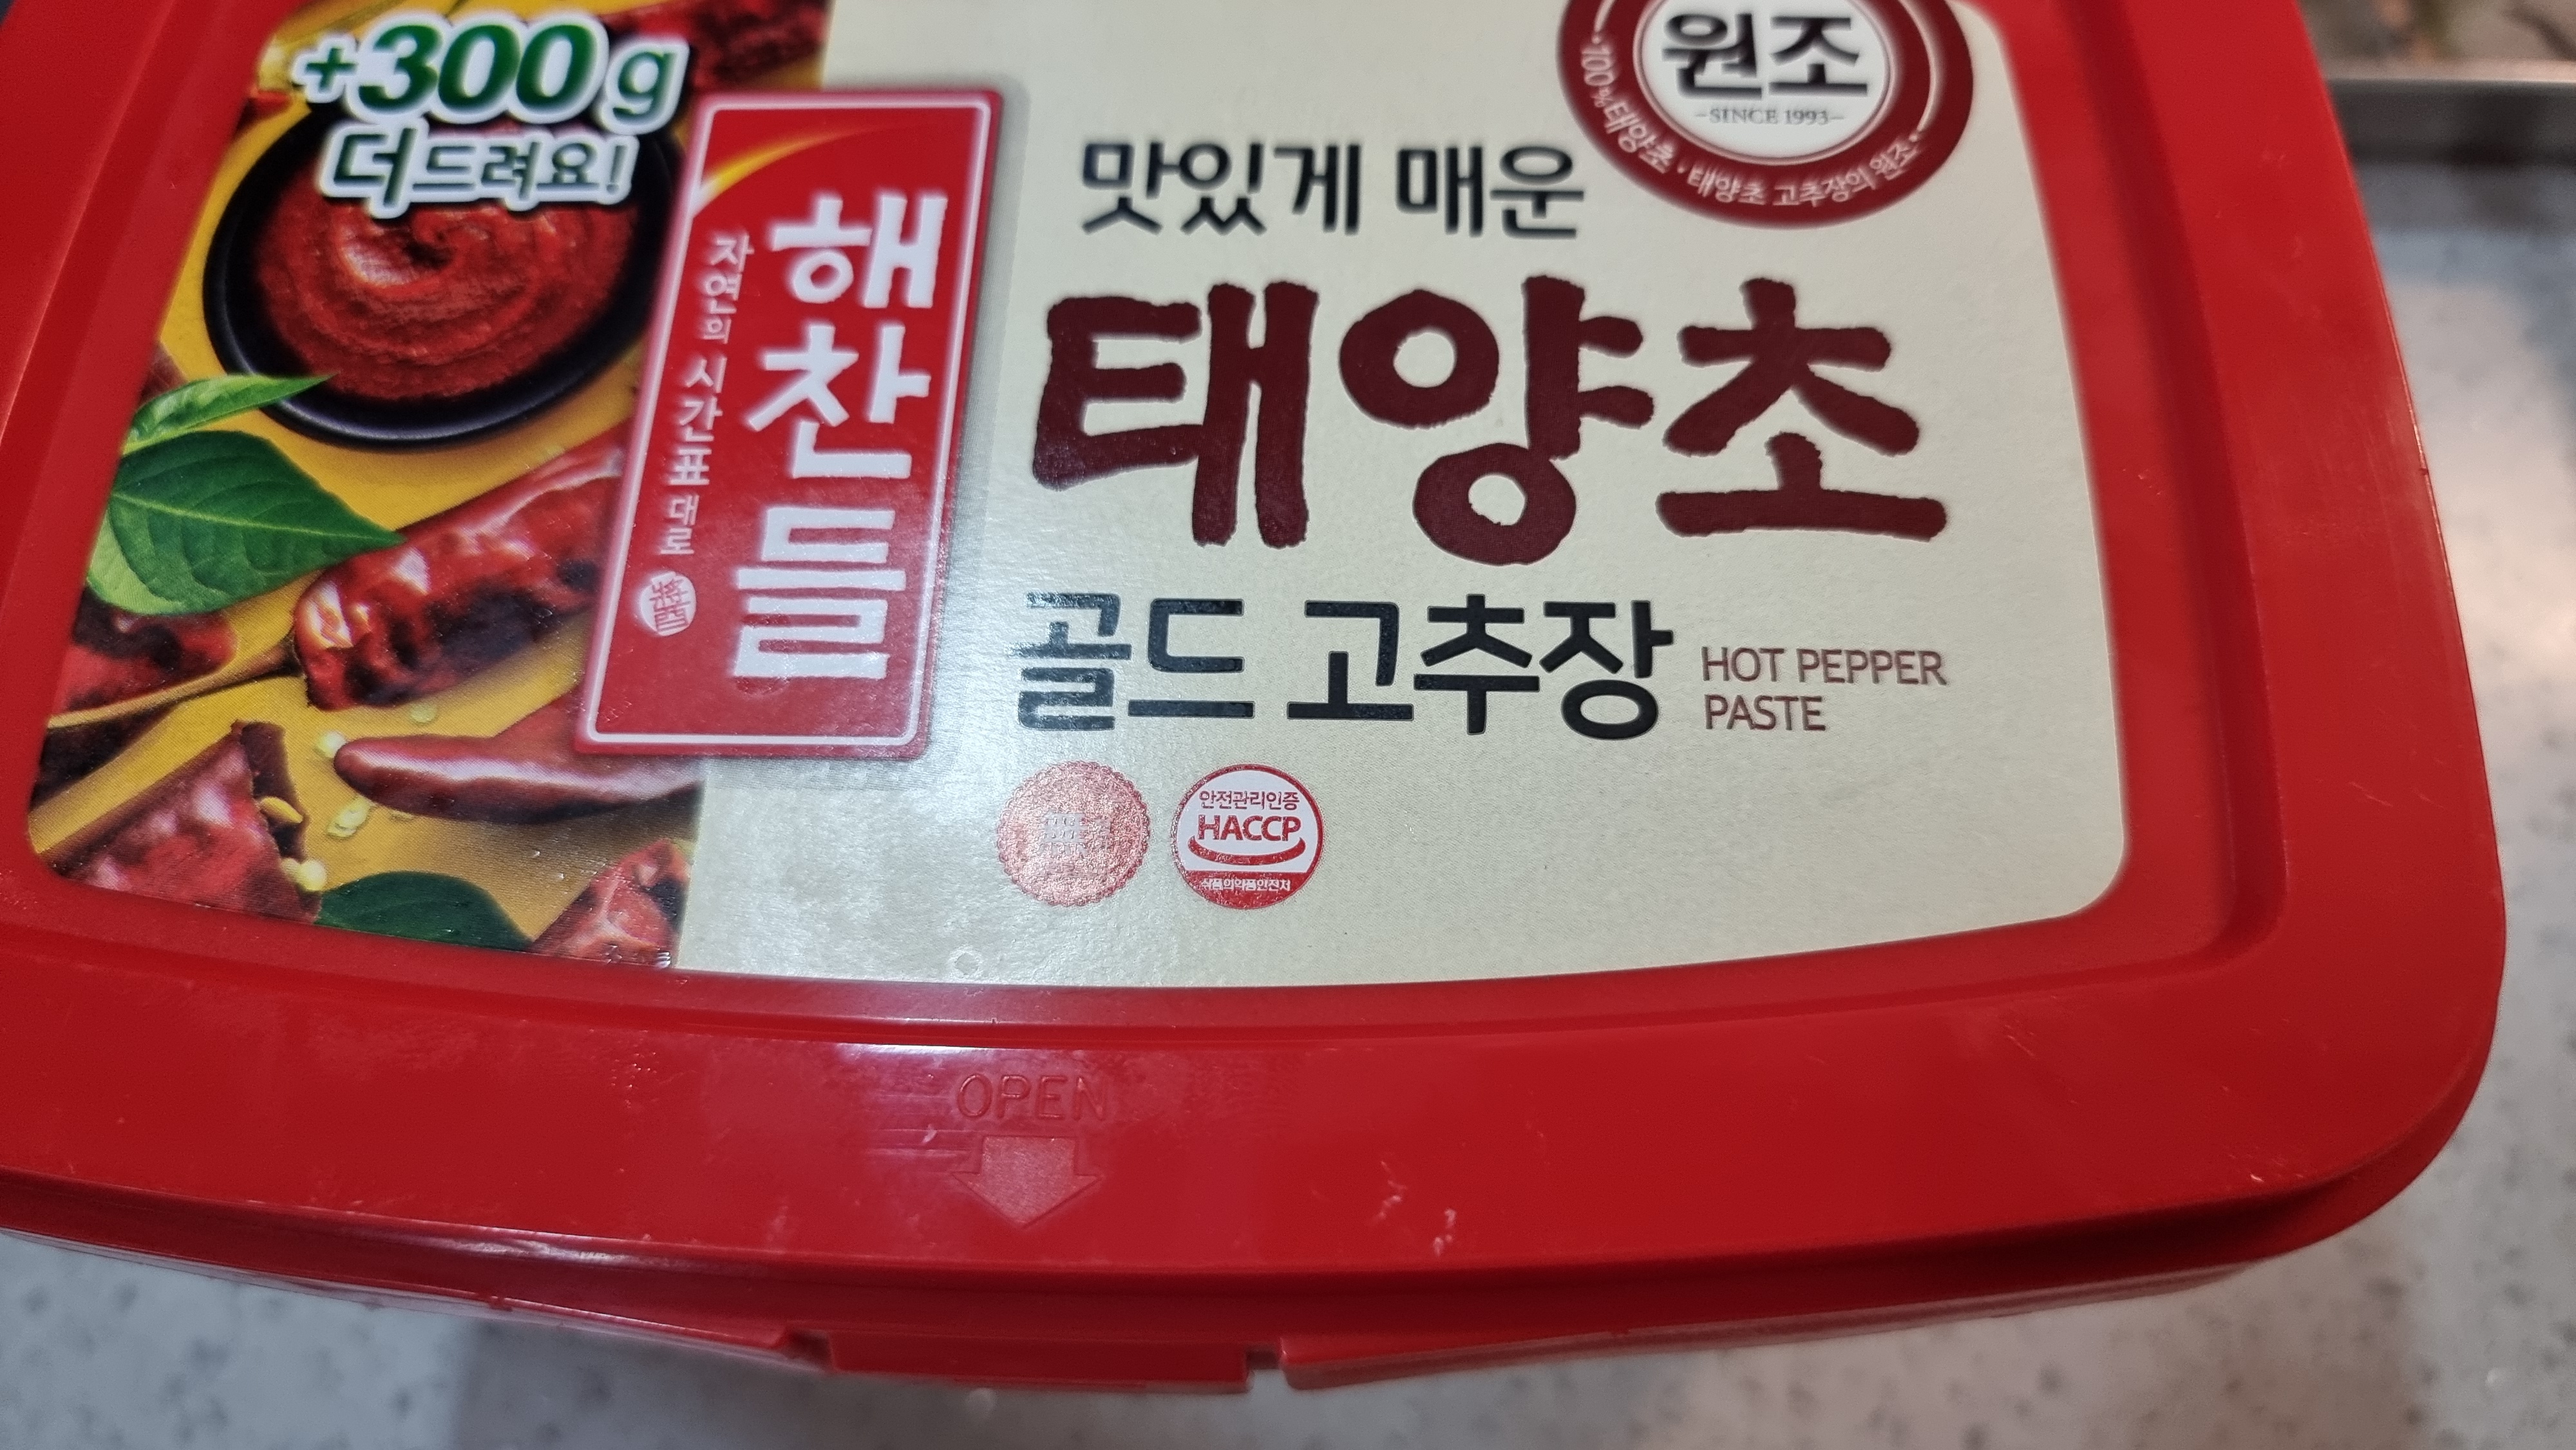 +300g
더드려요!
해찬들
자연의 시간표대로
원조
-SINCE 1993-
·100%태양초·태양초 고추장의 원조·
맛있게 매운
태양초
골드 고추장
HOT PEPPER
PASTE
안전관리인증
HACCP
식품의약품안전처
OPEN